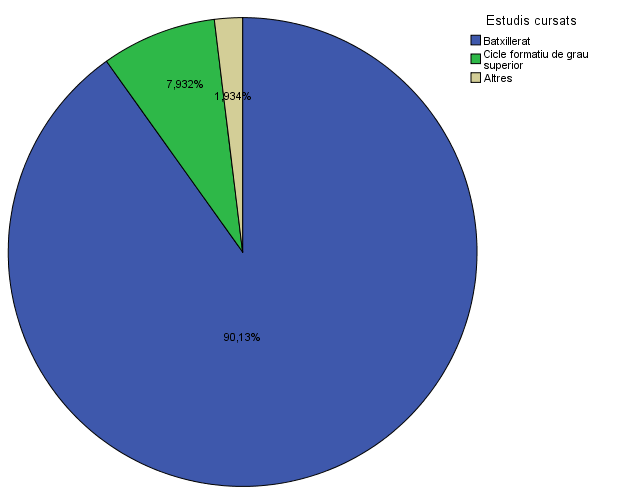 Estudis cursats
Batxillerat
Cicle formatiu de grau
superior
Altres
7,932%
1,934%
90,13%